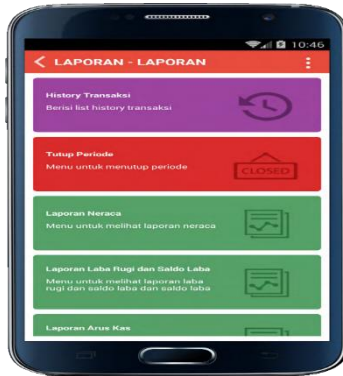 10:46
LAPORAN - LAPORAN
History Transaksi
Berisi list history transaksi
Tutup Periode
Menu untuk menutup periode
CLOSED
Laporan Neraca
Menu untuk melihat laporan neraca
Laporan Laba Rugi dan Saldo Laba
Menu untuk melihat laporan laba
rugi dan saldo laba dan saldo laba
Laporan Arus Kas